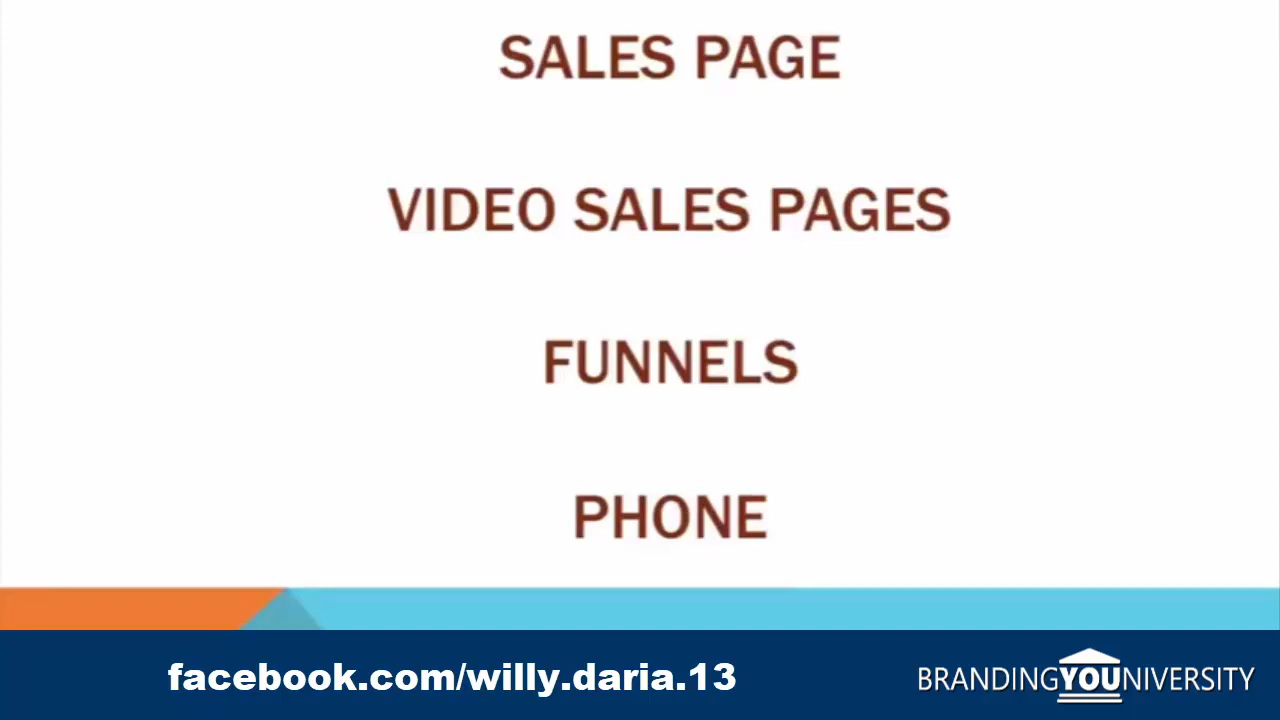 SALES PAGE
VIDEO SALES PAGES
FUNNELS
PHONE
facebook.com/willy.daria.13
BRANDINGYOUNIVERSITY